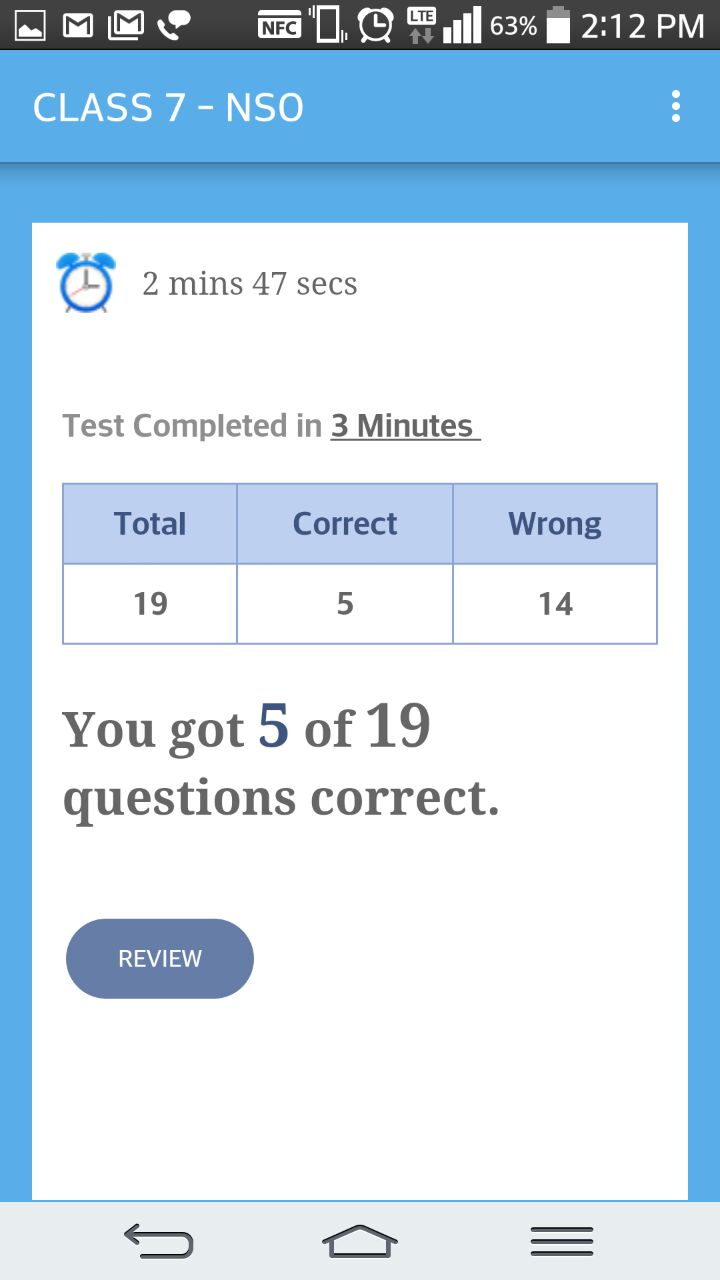 NFC LTE 63% 2:12 PM
CLASS 7 - NSO
2 mins 47 secs
Test Completed in 3 Minutes
Total Correct Wrong
19 5 14
You got 5 of 19
questions correct.
REVIEW